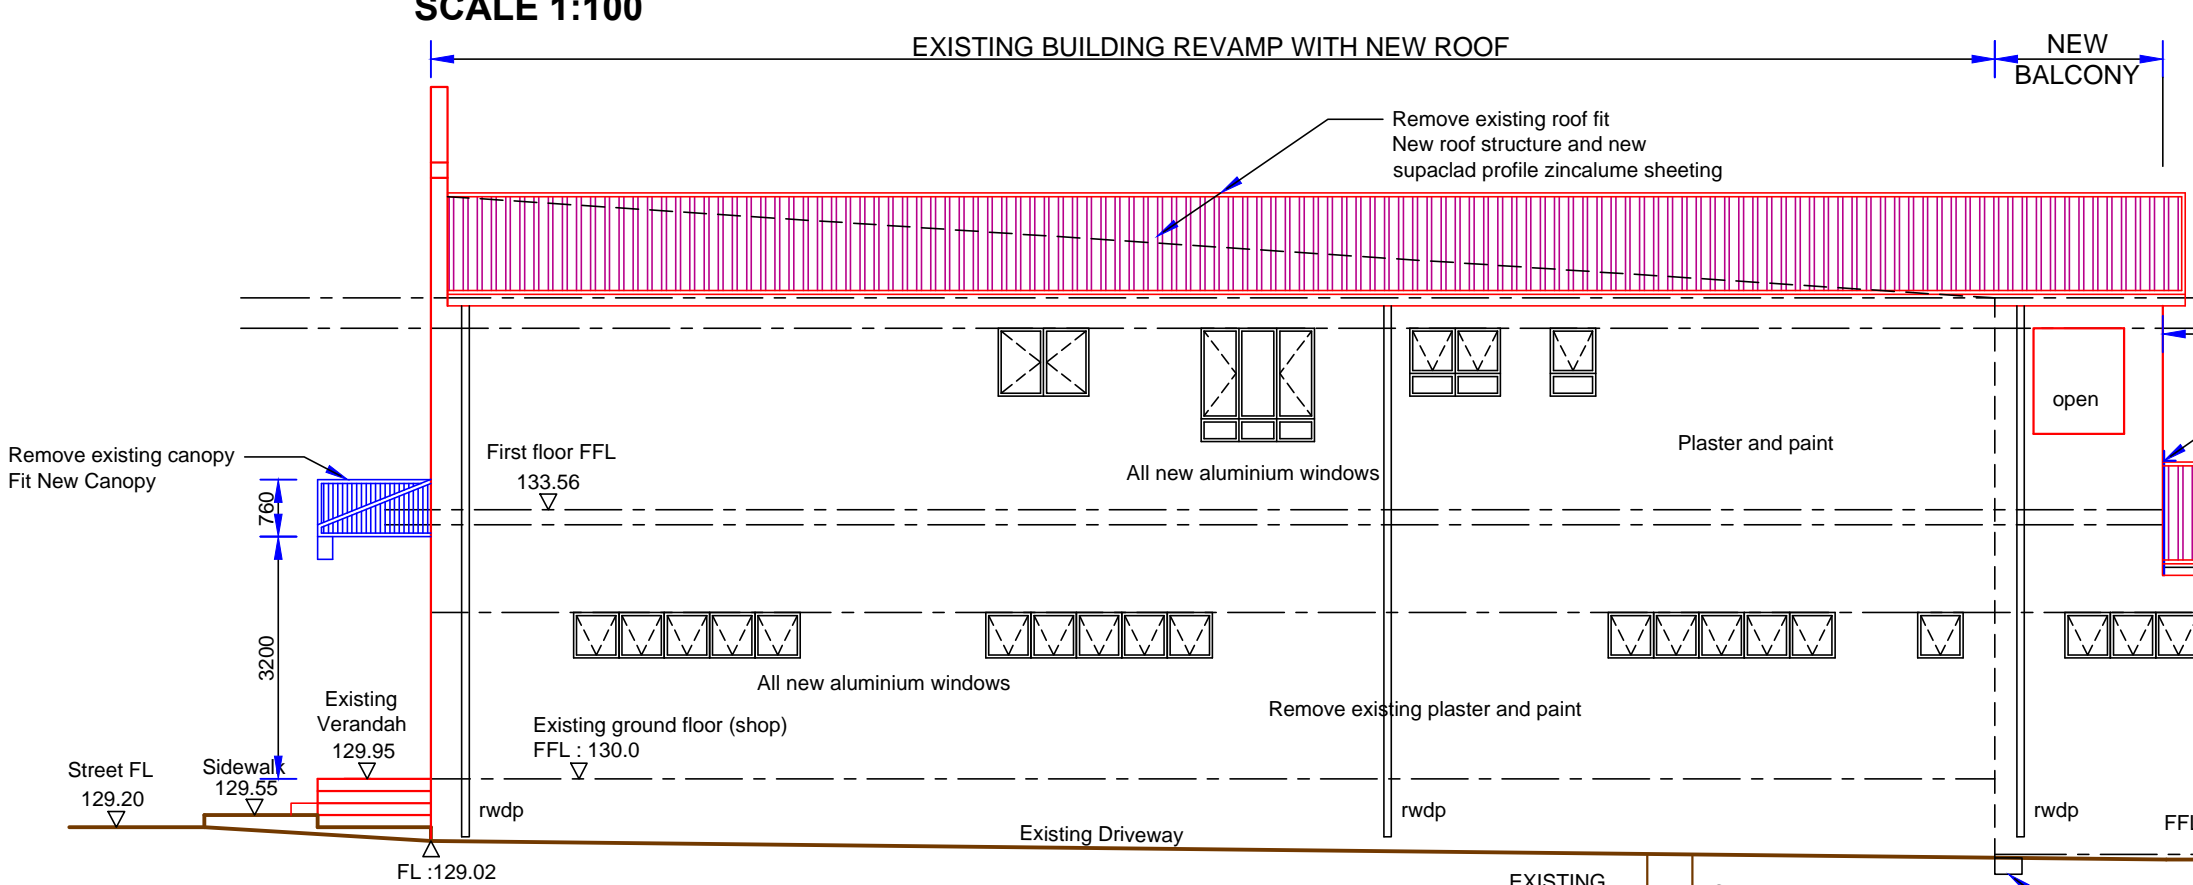 SCALE 1:100
EXISTING BUILDING REVAMP WITH NEW ROOF
NEW
BALCONY
Remove existing roof fit
New roof structure and new
supaclad profile zincalume sheeting
open
Remove existing canopy
Fit New Canopy
760
First floor FFL
133.56
Plaster and paint
All new aluminium windows
3200
All new aluminium windows
Remove existing plaster and paint
Existing
Verandah
129.95
Existing ground floor (shop)
FFL : 130.0
Street FL
129.20
Sidewalk
129.55
rwdp
rwdp
rwdp
Existing Driveway
FL :129.02
EXISTING